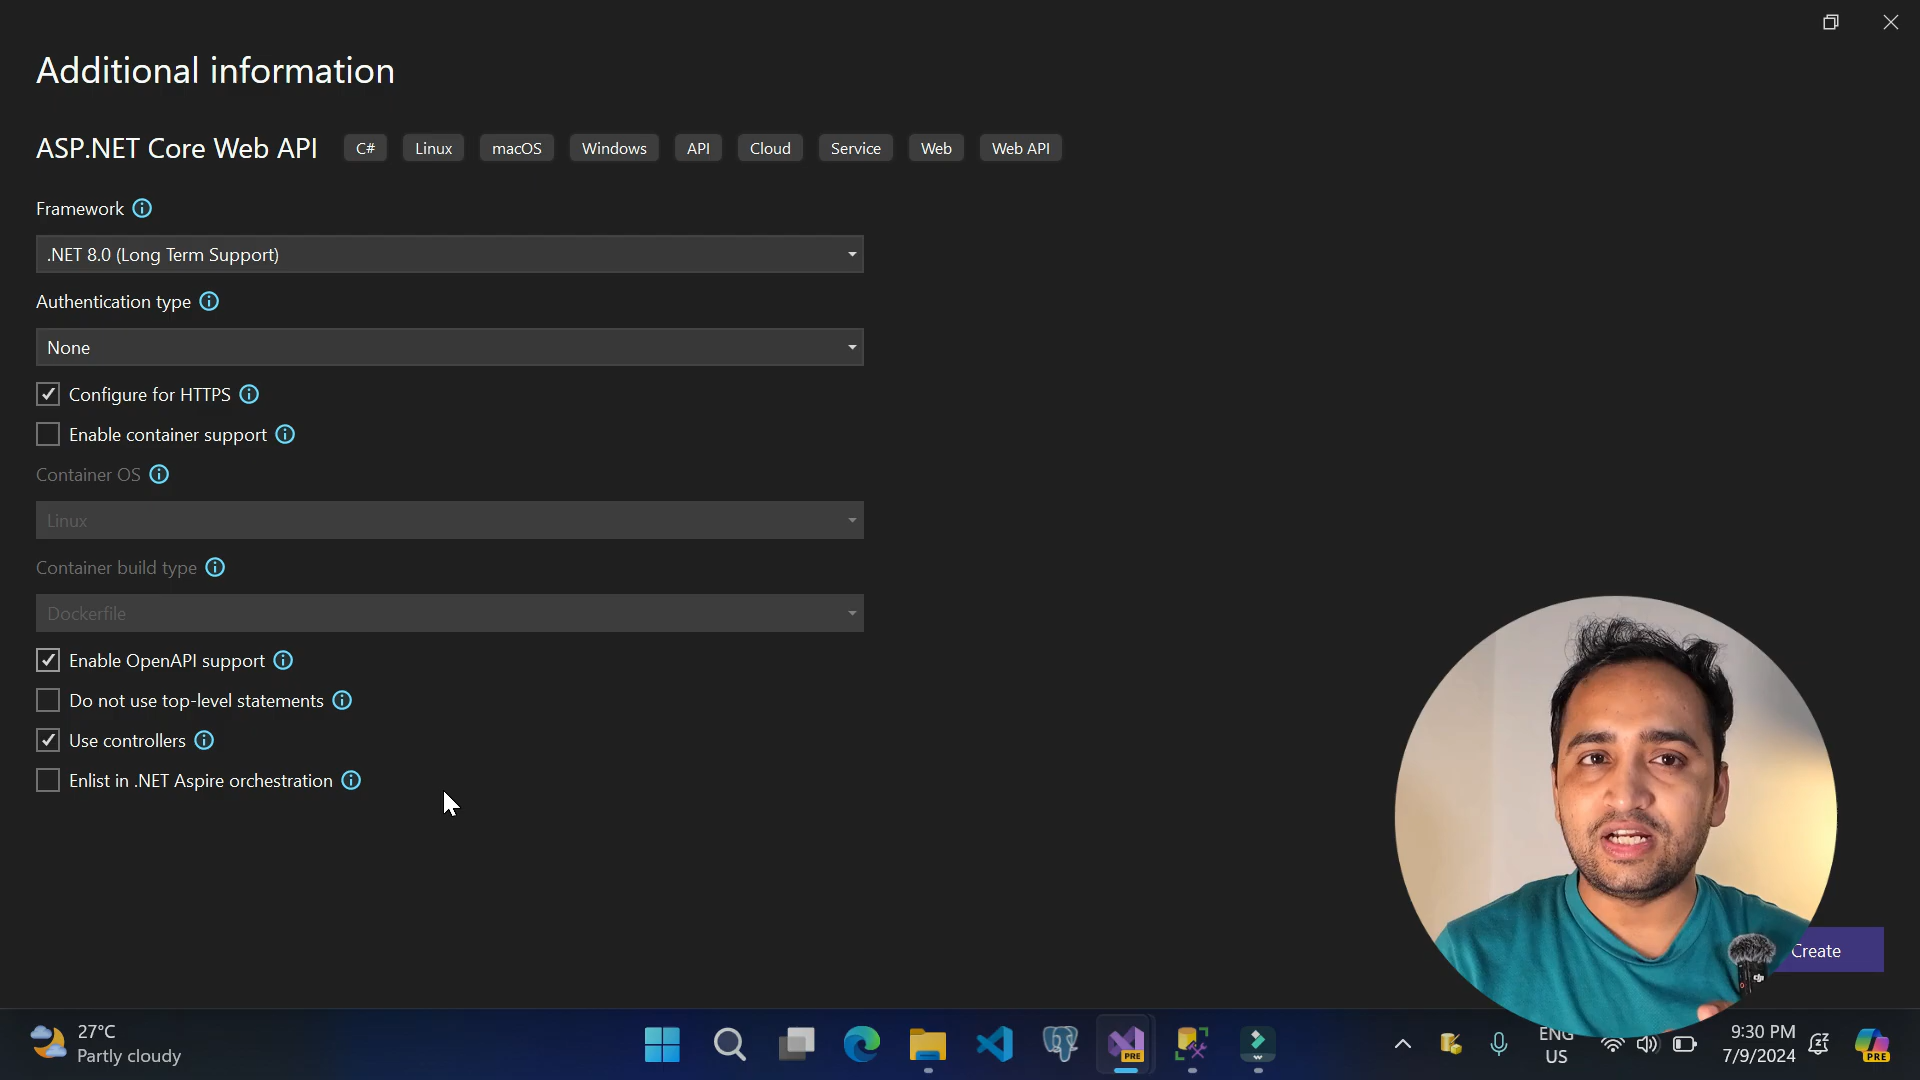 Additional information
ASP.NET Core Web API C# Linux macOS Windows API Cloud Service Web Web API
Framework
.NET 8.0 (Long Term Support)
Authentication type
None
Configure for HTTPS
Enable container support
Container OS
Linux
Container build type
Dockerfile
Enable OpenAPI support
Do not use top-level statements
Use controllers
Enlist in .NET Aspire orchestration
Create
27°C
Partly cloudy
PRE
ENG
US
9:30 PM
7/9/2024
PRE